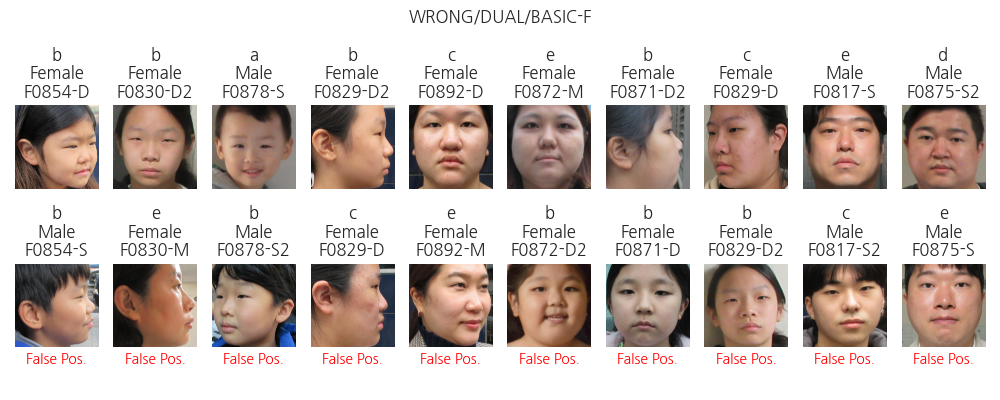 WRONG/DUAL/BASIC-F
b b a b c e b c e d
Female Female Male Female Female Female Female Female Male Male
F0854-D F0830-D2 F0878-S F0829-D2 F0892-D F0872-M F0871-D2 F0829-D F0817-S F0875-S2
b e b c e b b b c e
Male Female Male Female Female Female Female Female Male Male
F0854-S F0830-M F0878-S2 F0829-D F0892-M F0872-D2 F0871-D F0829-D2 F0817-S2 F0875-S
False Pos. False Pos. False Pos. False Pos. False Pos. False Pos. False Pos. False Pos. False Pos. False Pos.